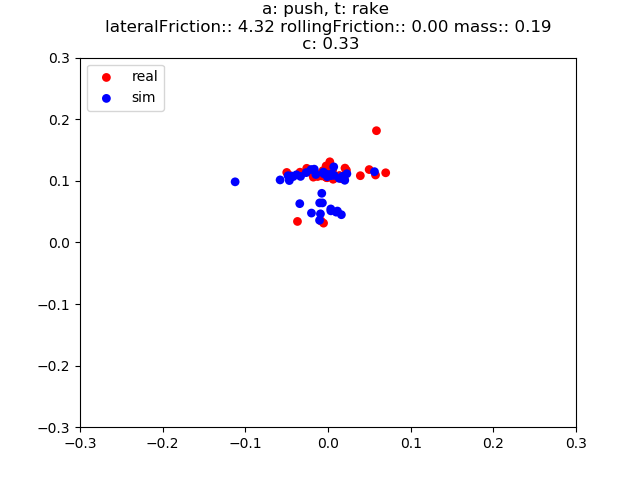 a: push, t: rake
lateralFriction:: 4.32 rollingFriction:: 0.00 mass:: 0.19
c: 0.33
real
sim
0.3
0.2
0.1
0.0
−0.1
−0.2
−0.3
−0.3
−0.2
−0.1
0.0
0.1
0.2
0.3